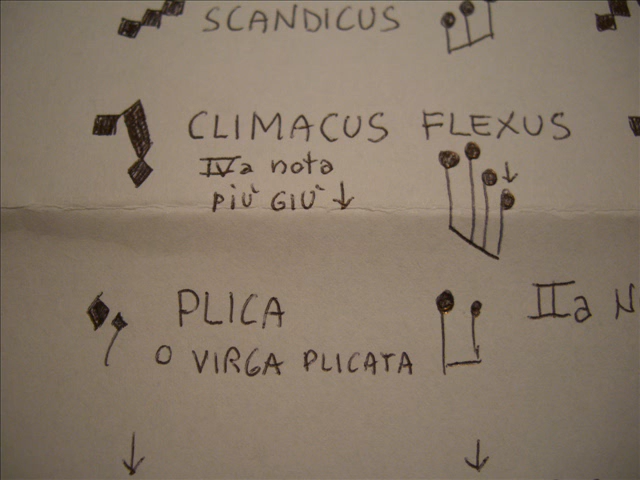 SCANDICUS
CLIMACUS FLEXUS
IVa nota
PIÙ GIÙ ↓
PLICA
IIa N
O VIRGA PLICATA